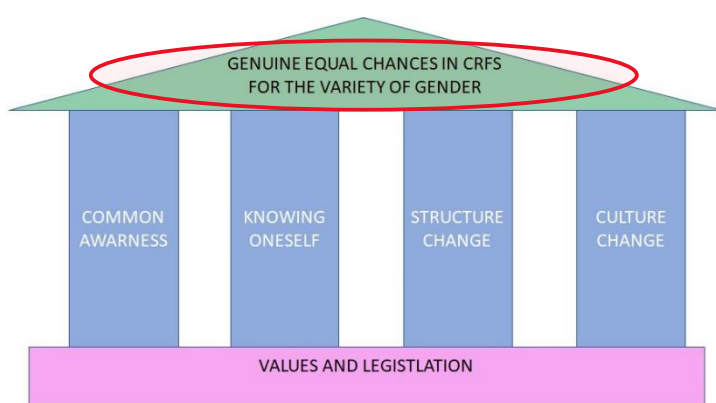 GENUINE EQUAL CHANCES IN CRFS
FOR THE VARIETY OF GENDER
COMMON
AWARNESS
KNOWING
ONESELF
STRUCTURE
CHANGE
CULTURE
CHANGE
VALUES AND LEGISTLATION